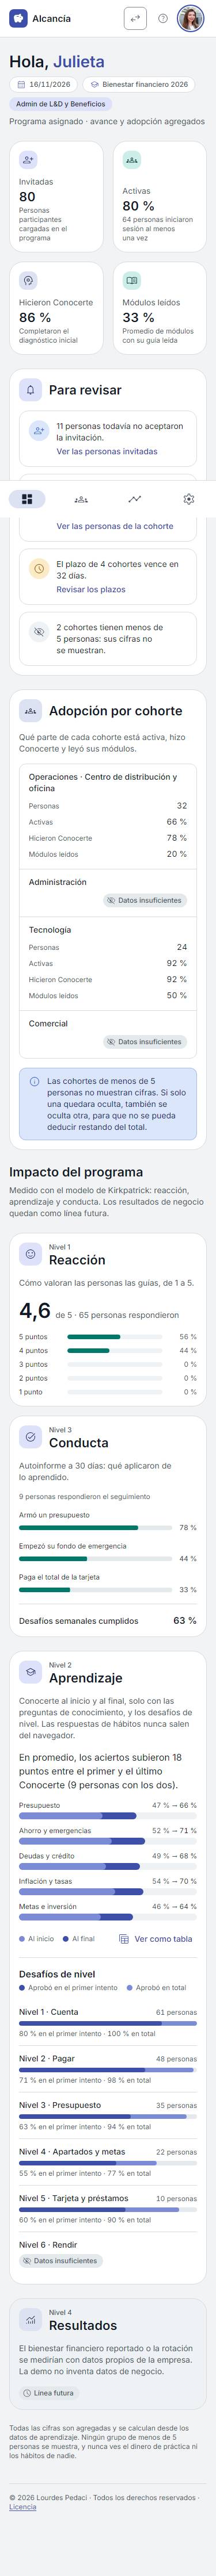 Alcancía
Hola, Julieta
16/11/2026
Bienestar financiero 2026
Admin de L&D y Beneficios
Programa asignado · avance y adopción agregados
Invitadas
80
Personas
participantes
cargadas en el
programa
Activas
80 %
64 personas iniciaron
sesión al menos
una vez
Hicieron Conocerte
86 %
Completaron el
diagnóstico inicial
Módulos leídos
33 %
Promedio de módulos
con su guía leída
Para revisar
11 personas todavía no aceptaron
la invitación.
Ver las personas invitadas
Ver las personas de la cohorte
El plazo de 4 cohortes vence en
32 días.
Revisar los plazos
2 cohortes tienen menos de
5 personas: sus cifras no
se muestran.
Adopción por cohorte
Qué parte de cada cohorte está activa, hizo
Conocerte y leyó sus módulos.
Operaciones · Centro de distribución y
oficina
Personas 32
Activas 66 %
Hicieron Conocerte 78 %
Módulos leídos 20 %
Administración
Datos insuficientes
Tecnología
Personas 24
Activas 92 %
Hicieron Conocerte 92 %
Módulos leídos 50 %
Comercial
Datos insuficientes
Las cohortes de menos de 5
personas no muestran cifras. Si solo
una quedara oculta, también se
oculta otra, para que no se pueda
deducir restando del total.
Impacto del programa
Medido con el modelo de Kirkpatrick: reacción,
aprendizaje y conducta. Los resultados de negocio
quedan como línea futura.
Nivel 1
Reacción
Cómo valoran las personas las guías, de 1 a 5.
4,6 de 5 · 65 personas respondieron
5 puntos 56 %
4 puntos 44 %
3 puntos 0 %
2 puntos 0 %
1 punto 0 %
Nivel 3
Conducta
Autoinforme a 30 días: qué aplicaron de
lo aprendido.
9 personas respondieron el seguimiento
Armó un presupuesto
78 %
Empezó su fondo de emergencia
44 %
Paga el total de la tarjeta
33 %
Desafíos semanales cumplidos 63 %
Nivel 2
Aprendizaje
Conocerte al inicio y al final, solo con las
preguntas de conocimiento, y los desafíos de
nivel. Las respuestas de hábitos nunca salen
del navegador.
En promedio, los aciertos subieron 18
puntos entre el primer y el último
Conocerte (9 personas con los dos).
Presupuesto 47 % → 66 %
Ahorro y emergencias 52 % → 71 %
Deudas y crédito 49 % → 68 %
Inflación y tasas 54 % → 70 %
Metas e inversión 46 % → 64 %
Al inicio
Al final
Ver como tabla
Desafíos de nivel
Aprobó en el primer intento
Aprobó en total
Nivel 1 · Cuenta 61 personas
80 % en el primer intento · 100 % en total
Nivel 2 · Pagar 48 personas
71 % en el primer intento · 98 % en total
Nivel 3 · Presupuesto 35 personas
63 % en el primer intento · 94 % en total
Nivel 4 · Apartados y metas 22 personas
55 % en el primer intento · 77 % en total
Nivel 5 · Tarjeta y préstamos 10 personas
60 % en el primer intento · 90 % en total
Nivel 6 · Rendir
Datos insuficientes
Nivel 4
Resultados
El bienestar financiero reportado o la rotación
se medirían con datos propios de la empresa.
La demo no inventa datos de negocio.
Línea futura
Todas las cifras son agregadas y se calculan desde los
datos de aprendizaje. Ningún grupo de menos de 5
personas se muestra, y nunca ves el dinero de práctica ni
los hábitos de nadie.
© 2026 Lourdes Pedaci · Todos los derechos reservados ·
Licencia